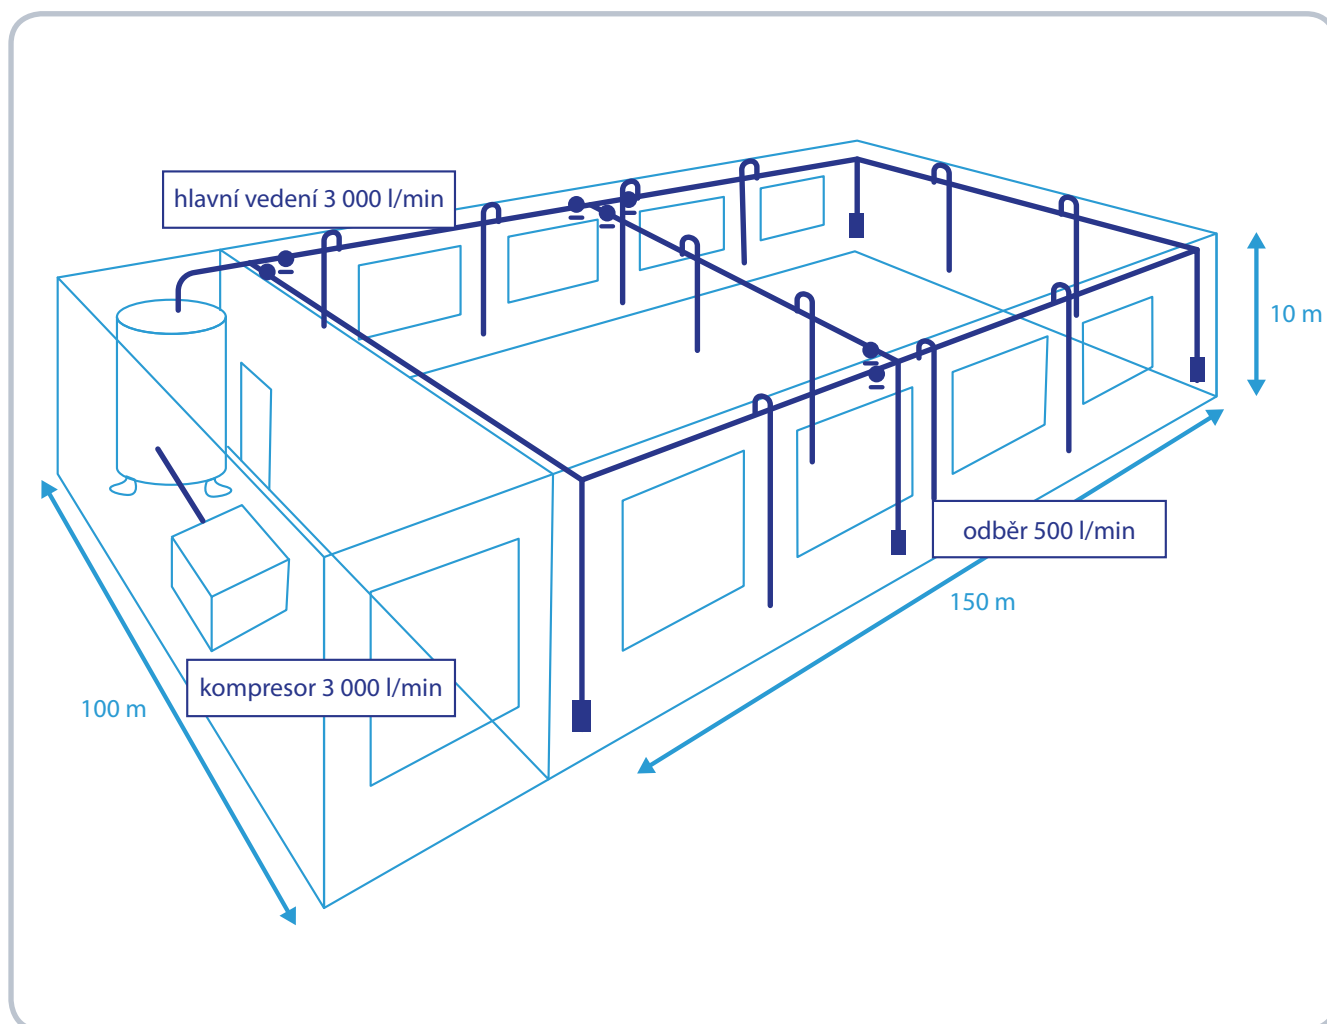 hlavní vedení 3 000 l/min
10 m
odběr 500 l/min
150 m
kompresor 3 000 l/min
100 m